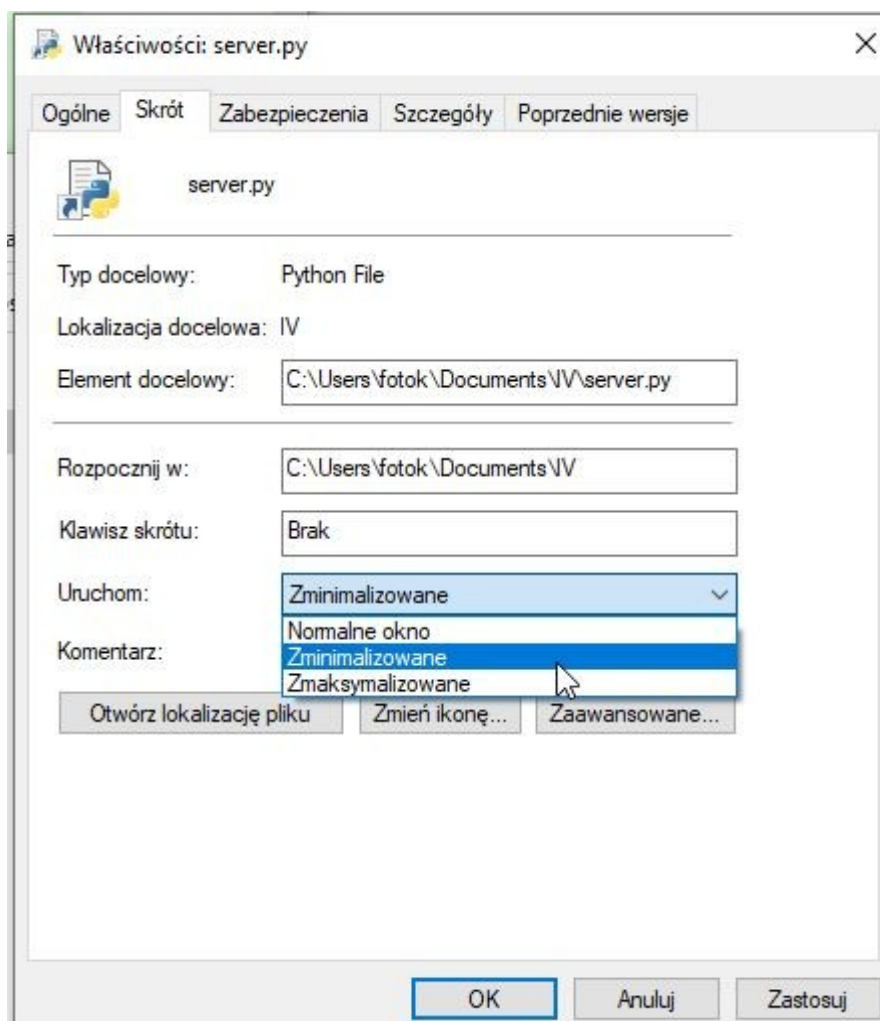 Właściwości: server.py
Ogólne Skrót Zabezpieczenia Szczegóły Poprzednie wersje
server.py
Typ docelowy: Python File
Lokalizacja docelowa: IV
Element docelowy: C:\Users\fotok\Documents\IV\server.py
Rozpocznij w: C:\Users\fotok\Documents\IV
Klawisz skrótu: Brak
Uruchom: Zminimalizowane
Normalne okno
Komentarz: Zminimalizowane
Zmaksymalizowane
Otwórz lokalizację pliku Zmień ikonę... Zaawansowane...
OK Anuluj Zastosuj